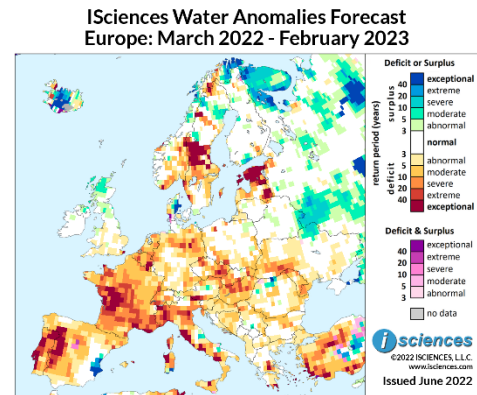 ISciences Water Anomalies Forecast
Europe: March 2022 - February 2023
Deficit or Surplus
return period (years)
surplus
40 exceptional
20 extreme
10 severe
5 moderate
3 abnormal
normal
deficit
3 abnormal
5 moderate
10 severe
20 extreme
40 exceptional
Deficit & Surplus
40 exceptional
20 extreme
10 severe
5 moderate
3 abnormal
no data
isciences
©2022 ISCIENCES, L.L.C.
www.isciences.com
Issued June 2022